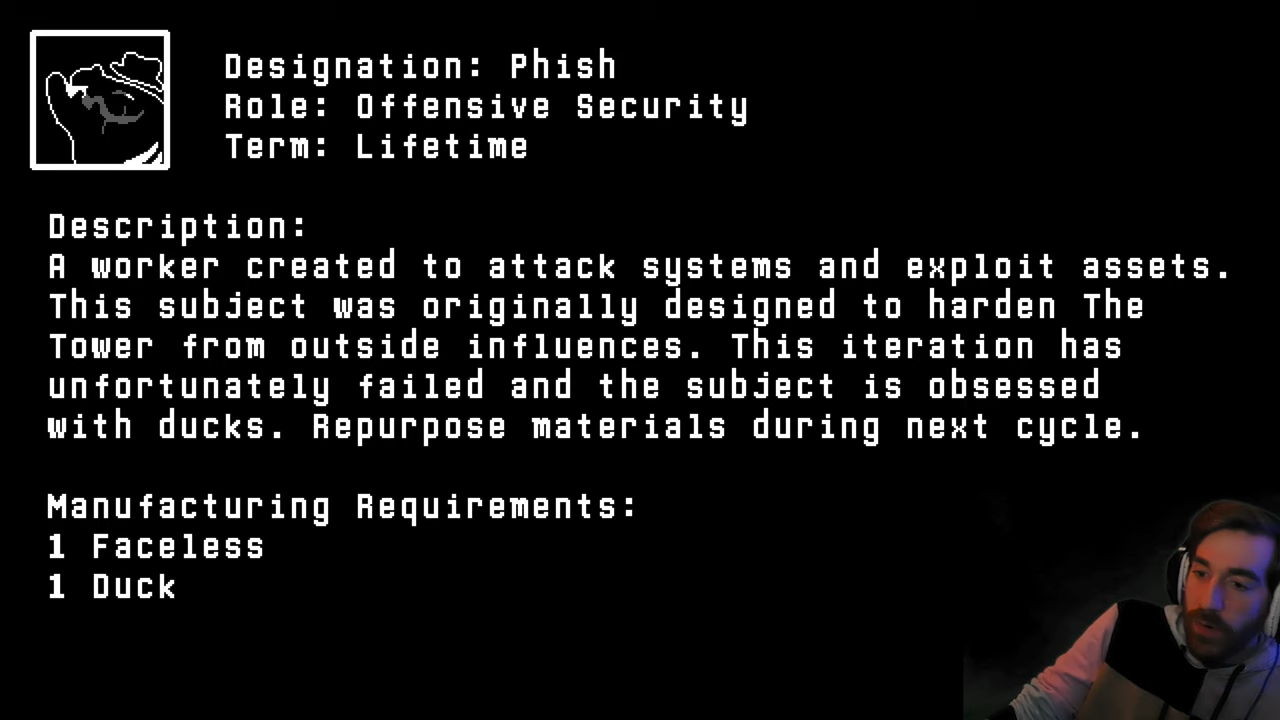 Designation: Phish
Role: Offensive Security
Term: Lifetime
Description:
A worker created to attack systems and exploit assets.
This subject was originally designed to harden The
Tower from outside influences. This iteration has
unfortunately failed and the subject is obsessed
with ducks. Repurpose materials during next cycle.
Manufacturing Requirements:
1 Faceless
1 Duck